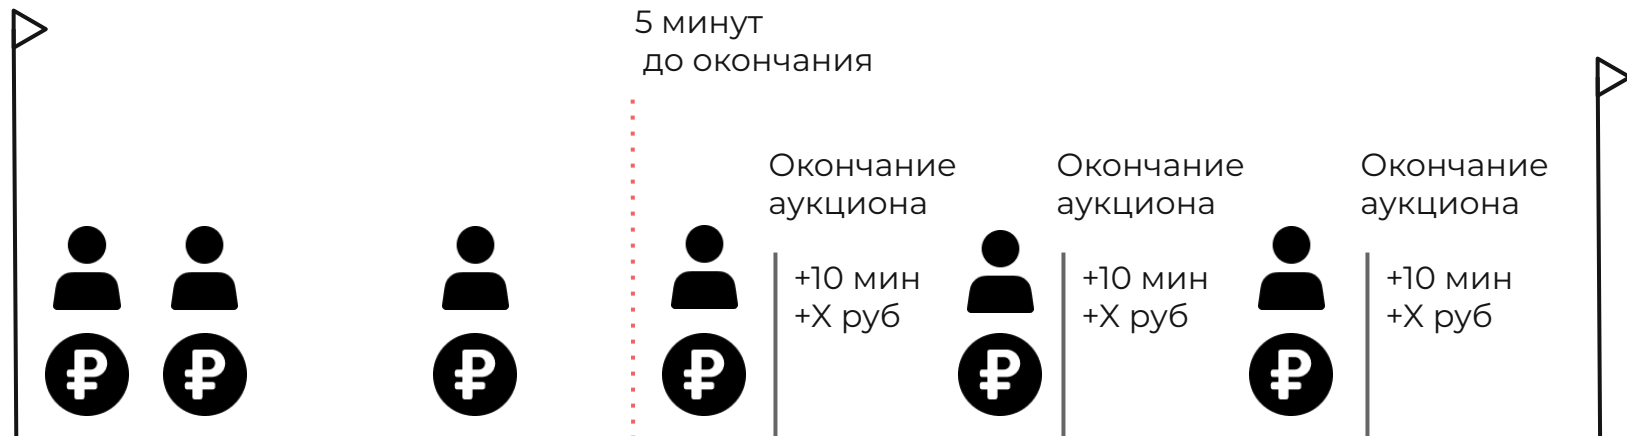 5 минут
до окончания
Окончание
аукциона
+10 мин
+X руб
Окончание
аукциона
+10 мин
+X руб
Окончание
аукциона
+10 мин
+X руб
₽
₽
₽
₽
₽
₽